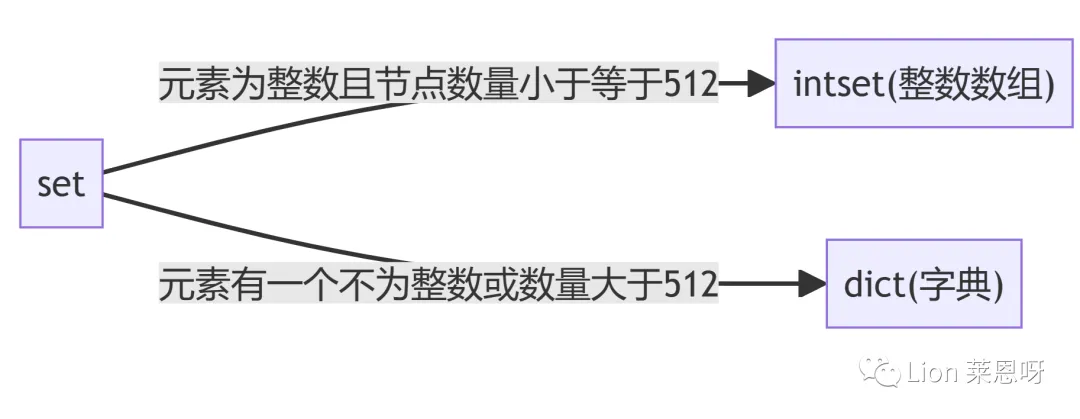 元素为整数且节点数量小于等于512
intset(整数数组)
set
元素有一个不为整数或数量大于512
dict(字典)
Lion 莱恩呀